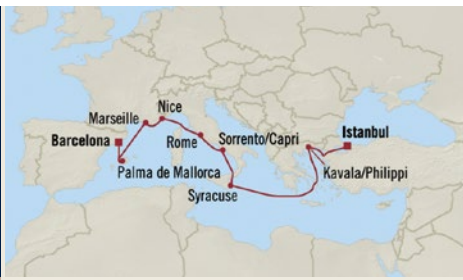 Nice
Marseille
Barcelona
Rome
Sorrento/Capri
Istanbul
Palma de Mallorca
Kavala/Philippi
Syracuse